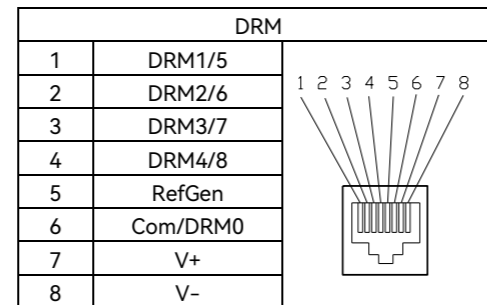 DRM
1 DRM1/5
2 DRM2/6
3 DRM3/7
4 DRM4/8
5 RefGen
6 Com/DRM0
7 V+
8 V-
1 2 3 4 5 6 7 8